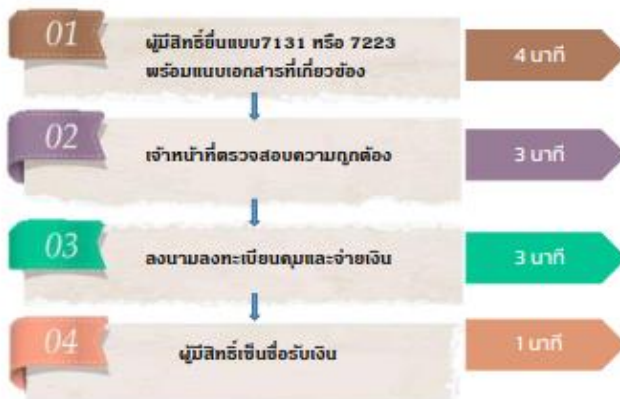 01
ผู้มีสิทธิ์ยื่นแบบ7131 หรือ 7223
พร้อมแนบเอกสารที่เกี่ยวข้อง
4 นาที
02
เจ้าหน้าที่ตรวจสอบความถูกต้อง
3 นาที
03
ลงนามลงทะเบียนคุมและจ่ายเงิน
3 นาที
04
ผู้มีสิทธิ์เซ็นชื่อรับเงิน
1 นาที